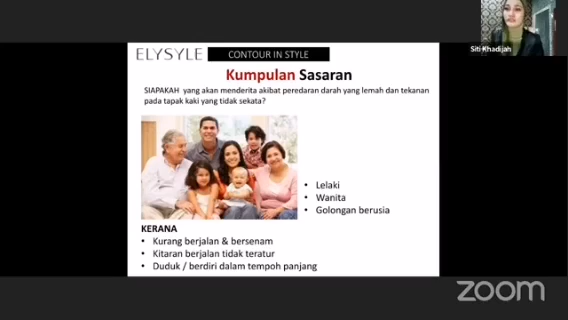 Siti Khadijah
ELYSYLE CONTOUR IN STYLE
Kumpulan Sasaran
SIAPAKAH yang akan menderita akibat peredaran darah yang lemah dan tekanan
pada tapak kaki yang tidak sekata?
• Lelaki
• Wanita
• Golongan berusia
KERANA
• Kurang berjalan & bersenam
• Kitaran berjalan tidak teratur
• Duduk / berdiri dalam tempoh panjang
zoom